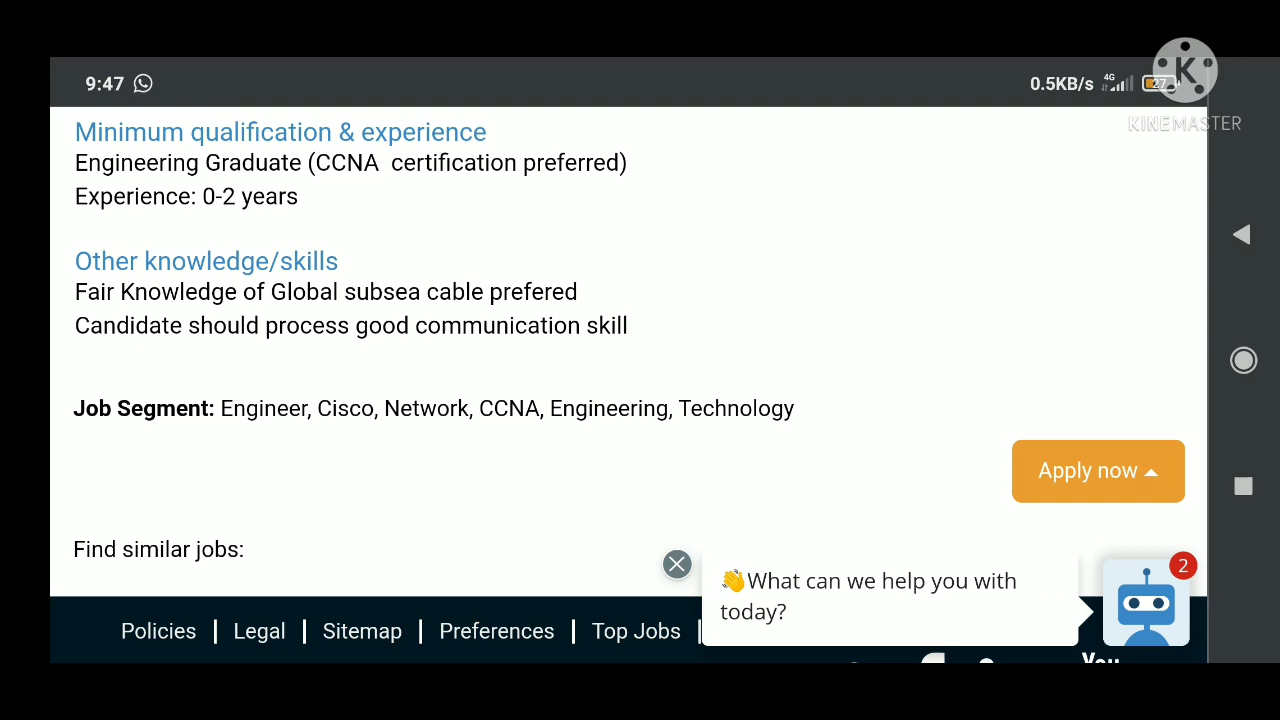 9:47
0.5KB/s 4G 27
KINEMASTER
Minimum qualification & experience
Engineering Graduate (CCNA certification preferred)
Experience: 0-2 years
Other knowledge/skills
Fair Knowledge of Global subsea cable prefered
Candidate should process good communication skill
Job Segment: Engineer, Cisco, Network, CCNA, Engineering, Technology
Apply now
Find similar jobs:
👋What can we help you with
today?
2
Policies | Legal | Sitemap | Preferences | Top Jobs |
You